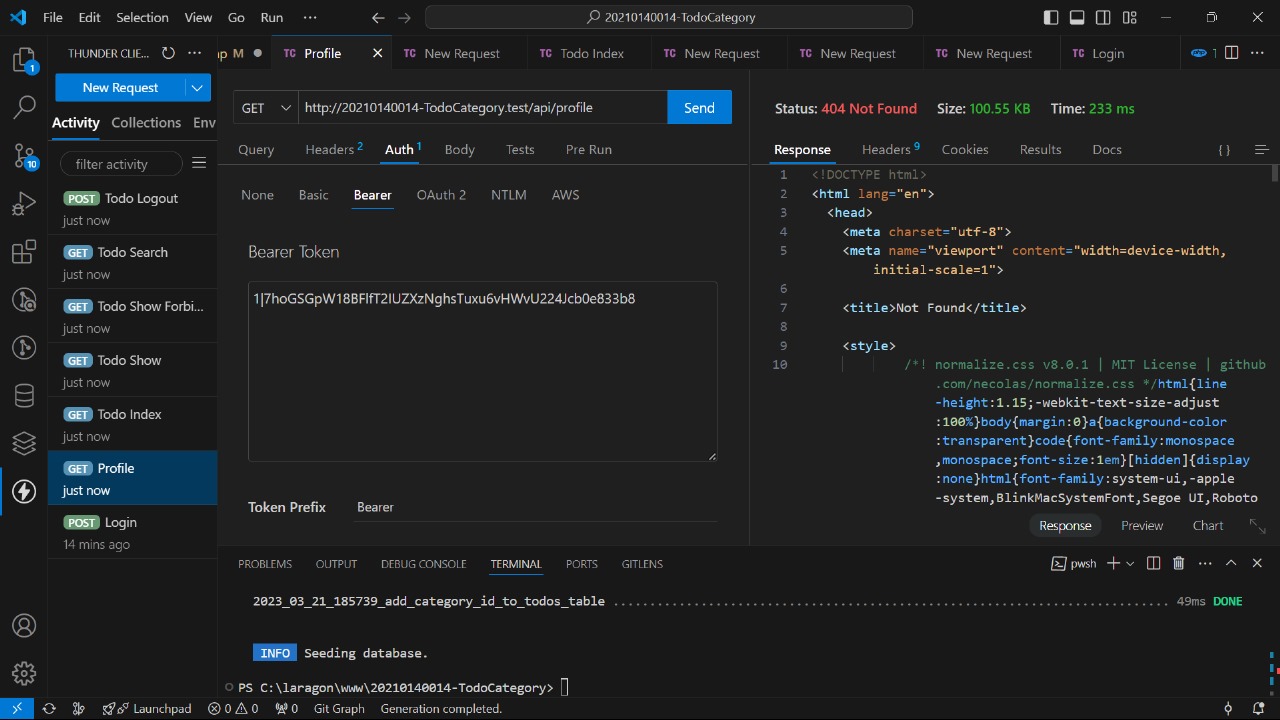 File Edit Selection View Go Run ···
20210140014-TodoCategory
THUNDER CLIE... ···
New Request
Activity Collections Env
filter activity
POST Todo Logout
just now
GET Todo Search
just now
GET Todo Show Forbi...
just now
GET Todo Show
just now
GET Todo Index
just now
GET Profile
just now
POST Login
14 mins ago
1
10
M TC Profile TC New Request TC Todo Index TC New Request TC New Request TC New Request TC Login
GET http://20210140014-TodoCategory.test/api/profile Send
Query Headers 2 Auth 1 Body Tests Pre Run
None Basic Bearer OAuth 2 NTLM AWS
Bearer Token
1|7hoGSGpW18BFlfT2IUZXzNghsTuxu6vHWvU224Jcb0e833b8
Token Prefix Bearer
Status: 404 Not Found Size: 100.55 KB Time: 233 ms
Response Headers 9 Cookies Results Docs {}
1 <!DOCTYPE html>
2 <html lang="en">
3 <head>
4 <meta charset="utf-8">
5 <meta name="viewport" content="width=device-width,
initial-scale=1">
6
7 <title>Not Found</title>
8
9 <style>
10 /*! normalize.css v8.0.1 | MIT License | github
.com/necolas/normalize.css */html{line
-height:1.15;-webkit-text-size-adjust
:100%}body{margin:0}a{background-color
:transparent}code{font-family:monospace
,monospace;font-size:1em}[hidden]{display
:none}html{font-family:system-ui,-apple
-system,BlinkMacSystemFont,Segoe UI,Roboto
Response Preview Chart
PROBLEMS OUTPUT DEBUG CONSOLE TERMINAL PORTS GITLENS
pwsh
2023_03_21_185739_add_category_id_to_todos_table ........................................................................ 49ms DONE
INFO Seeding database.
PS C:\laragon\www\20210140014-TodoCategory>
Launchpad 0 0 0 Git Graph Generation completed.